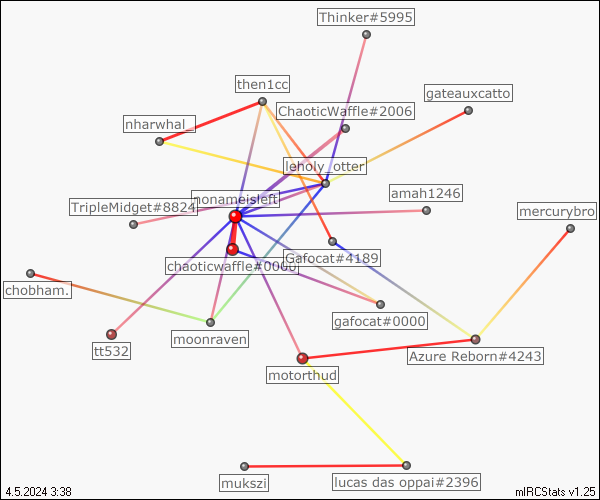 Thinker#5995
then1cc
gateauxcatto
ChaoticWaffle#2006
nharwhal_
leholy_otter
amah1246
nonameisleft
TripleMidget#8824
mercurybro
Gafocat#4189
chaoticwaffle#0000
chobham.
gafocat#0000
moonraven
tt532
Azure Reborn#4243
motorthud
mukszi
lucas das oppai#2396
4.5.2024 3:38
mIRCStats v1.25